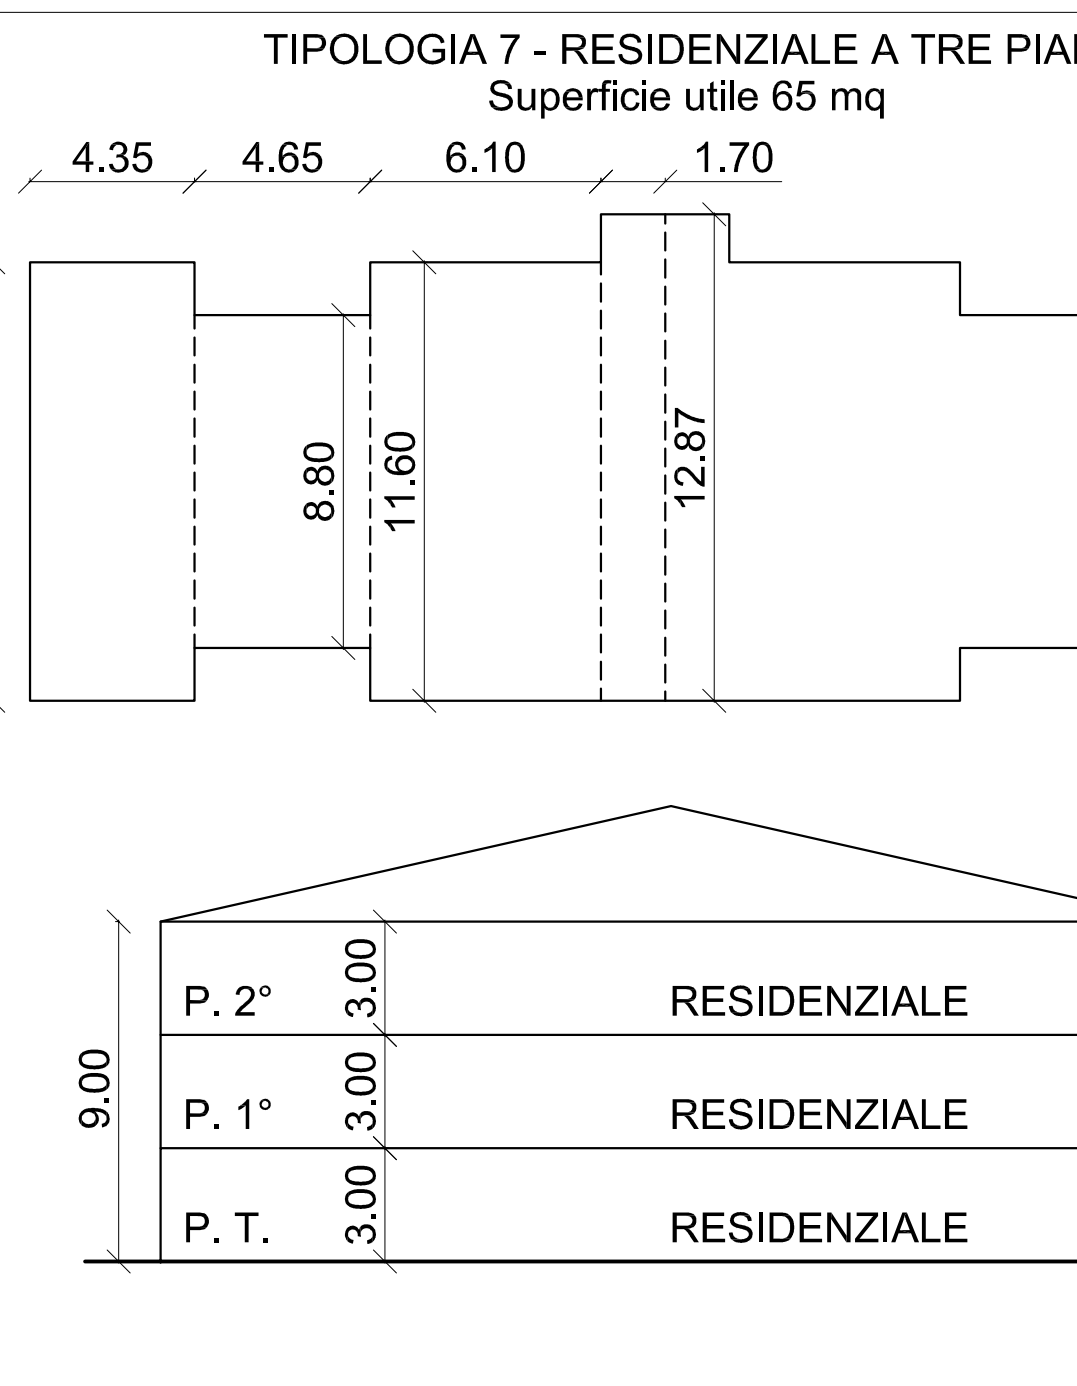 TIPOLOGIA 7 - RESIDENZIALE A TRE
Superficie utile 65 mq
4.35 4.65 6.10 1.70
8.80
11.60
12.87
P. 2° 3.00 RESIDENZIALE
9.00
P. 1° 3.00 RESIDENZIALE
P. T. 3.00 RESIDENZIALE